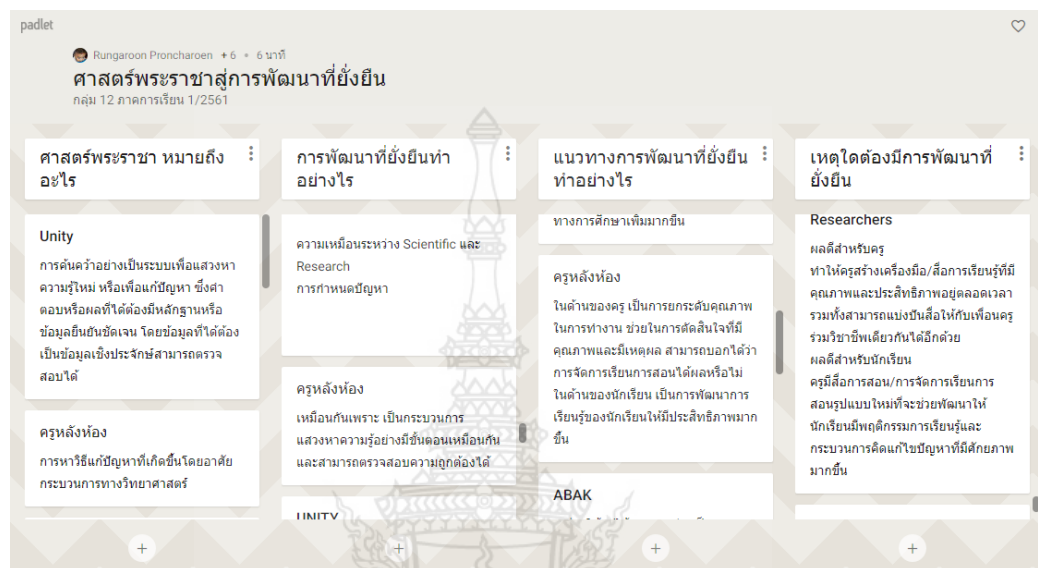 padlet
Rungaroon Proncharoen + 6 • 6 นาที
ศาสตร์พระราชาสู่การพัฒนาที่ยั่งยืน
กลุ่ม 12 ภาคการเรียน 1/2561
ศาสตร์พระราชา หมายถึง
อะไร
Unity
การค้นคว้าอย่างเป็นระบบเพื่อแสวงหา
ความรู้ใหม่ หรือเพื่อแก้ปัญหา ซึ่งคำ
ตอบหรือผลที่ได้ต้องมีหลักฐานหรือ
ข้อมูลยืนยันชัดเจน โดยข้อมูลที่ได้ต้อง
เป็นข้อมูลเชิงประจักษ์สามารถตรวจ
สอบได้
ครูหลังห้อง
การหาวิธีแก้ปัญหาที่เกิดขึ้นโดยอาศัย
กระบวนการทางวิทยาศาสตร์
การพัฒนาที่ยั่งยืนทำ
อย่างไร
ความเหมือนระหว่าง Scientific และ
Research
การกำหนดปัญหา
ครูหลังห้อง
เหมือนกันเพราะ เป็นกระบวนการ
แสวงหาความรู้อย่างมีขั้นตอนเหมือนกัน
และสามารถตรวจสอบความถูกต้องได้
UNITY
แนวทางการพัฒนาที่ยั่งยืน
ทำอย่างไร
ทางการศึกษาเพิ่มมากขึ้น
ครูหลังห้อง
ในด้านของครู เป็นการยกระดับคุณภาพ
ในการทำงาน ช่วยในการตัดสินใจที่มี
คุณภาพและมีเหตุผล สามารถบอกได้ว่า
การจัดการเรียนการสอนได้ผลหรือไม่
ในด้านของนักเรียน เป็นการพัฒนาการ
เรียนรู้ของนักเรียนให้มีประสิทธิภาพมาก
ขึ้น
ABAK
เหตุใดต้องมีการพัฒนาที่
ยั่งยืน
Researchers
ผลดีสำหรับครู
ทำให้ครูสร้างเครื่องมือ/สื่อการเรียนรู้ที่มี
คุณภาพและประสิทธิภาพอยู่ตลอดเวลา
รวมทั้งสามารถแบ่งปันสื่อให้กับเพื่อนครู
ร่วมวิชาชีพเดียวกันได้อีกด้วย
ผลดีสำหรับนักเรียน
ครูมีสื่อการสอน/การจัดการเรียนการ
สอนรูปแบบใหม่ที่จะช่วยพัฒนาให้
นักเรียนมีพฤติกรรมการเรียนรู้และ
กระบวนการคิดแก้ไขปัญหาที่มีศักยภาพ
มากขึ้น